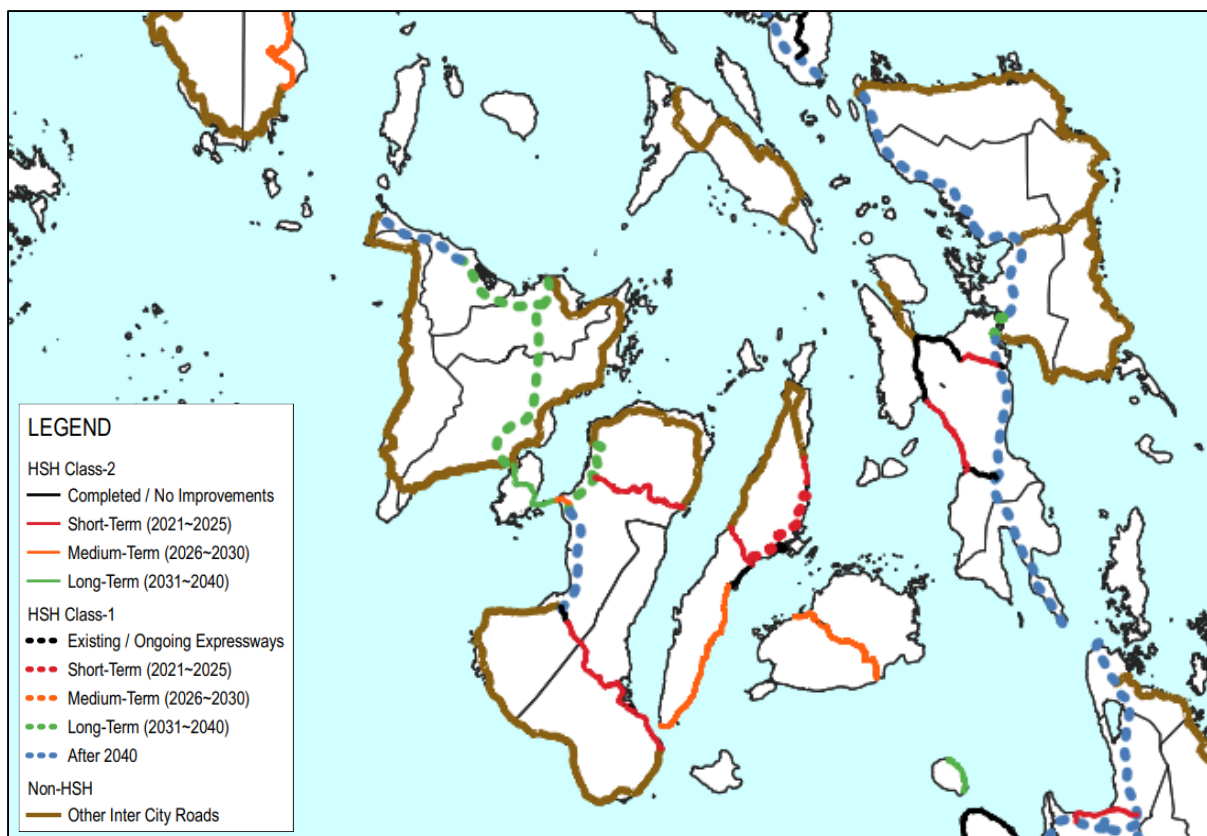 LEGEND
HSH Class-2
Completed / No Improvements
Short-Term (2021~2025)
Medium-Term (2026~2030)
Long-Term (2031~2040)
HSH Class-1
Existing / Ongoing Expressways
Short-Term (2021~2025)
Medium-Term (2026~2030)
Long-Term (2031~2040)
After 2040
Non-HSH
Other Inter City Roads